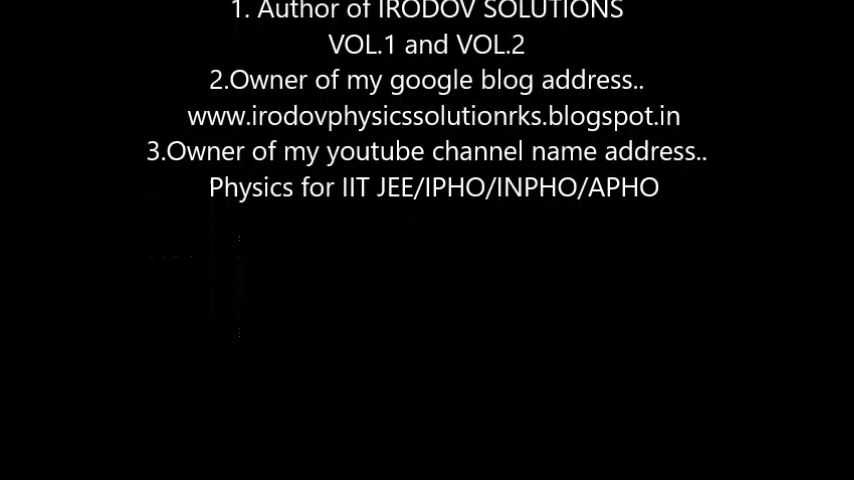 1. Author of IRODOV SOLUTIONS
VOL.1 and VOL.2
2.Owner of my google blog address..
www.irodovphysicssolutionrks.blogspot.in
3.Owner of my youtube channel name address..
Physics for IIT JEE/IPHO/INPHO/APHO